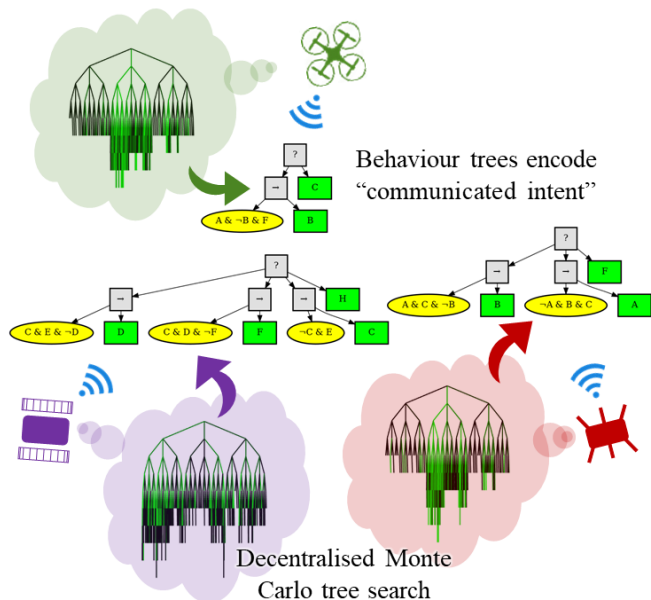 ?
Behaviour trees encode
→ C
“communicated intent”
A & ¬B & F B
?
?
→ F
→ → H
→ →
A & C & ¬B B ¬A & B & C A
C & E & ¬D D C & D & ¬F F ¬C & E C
Decentralised Monte
Carlo tree search